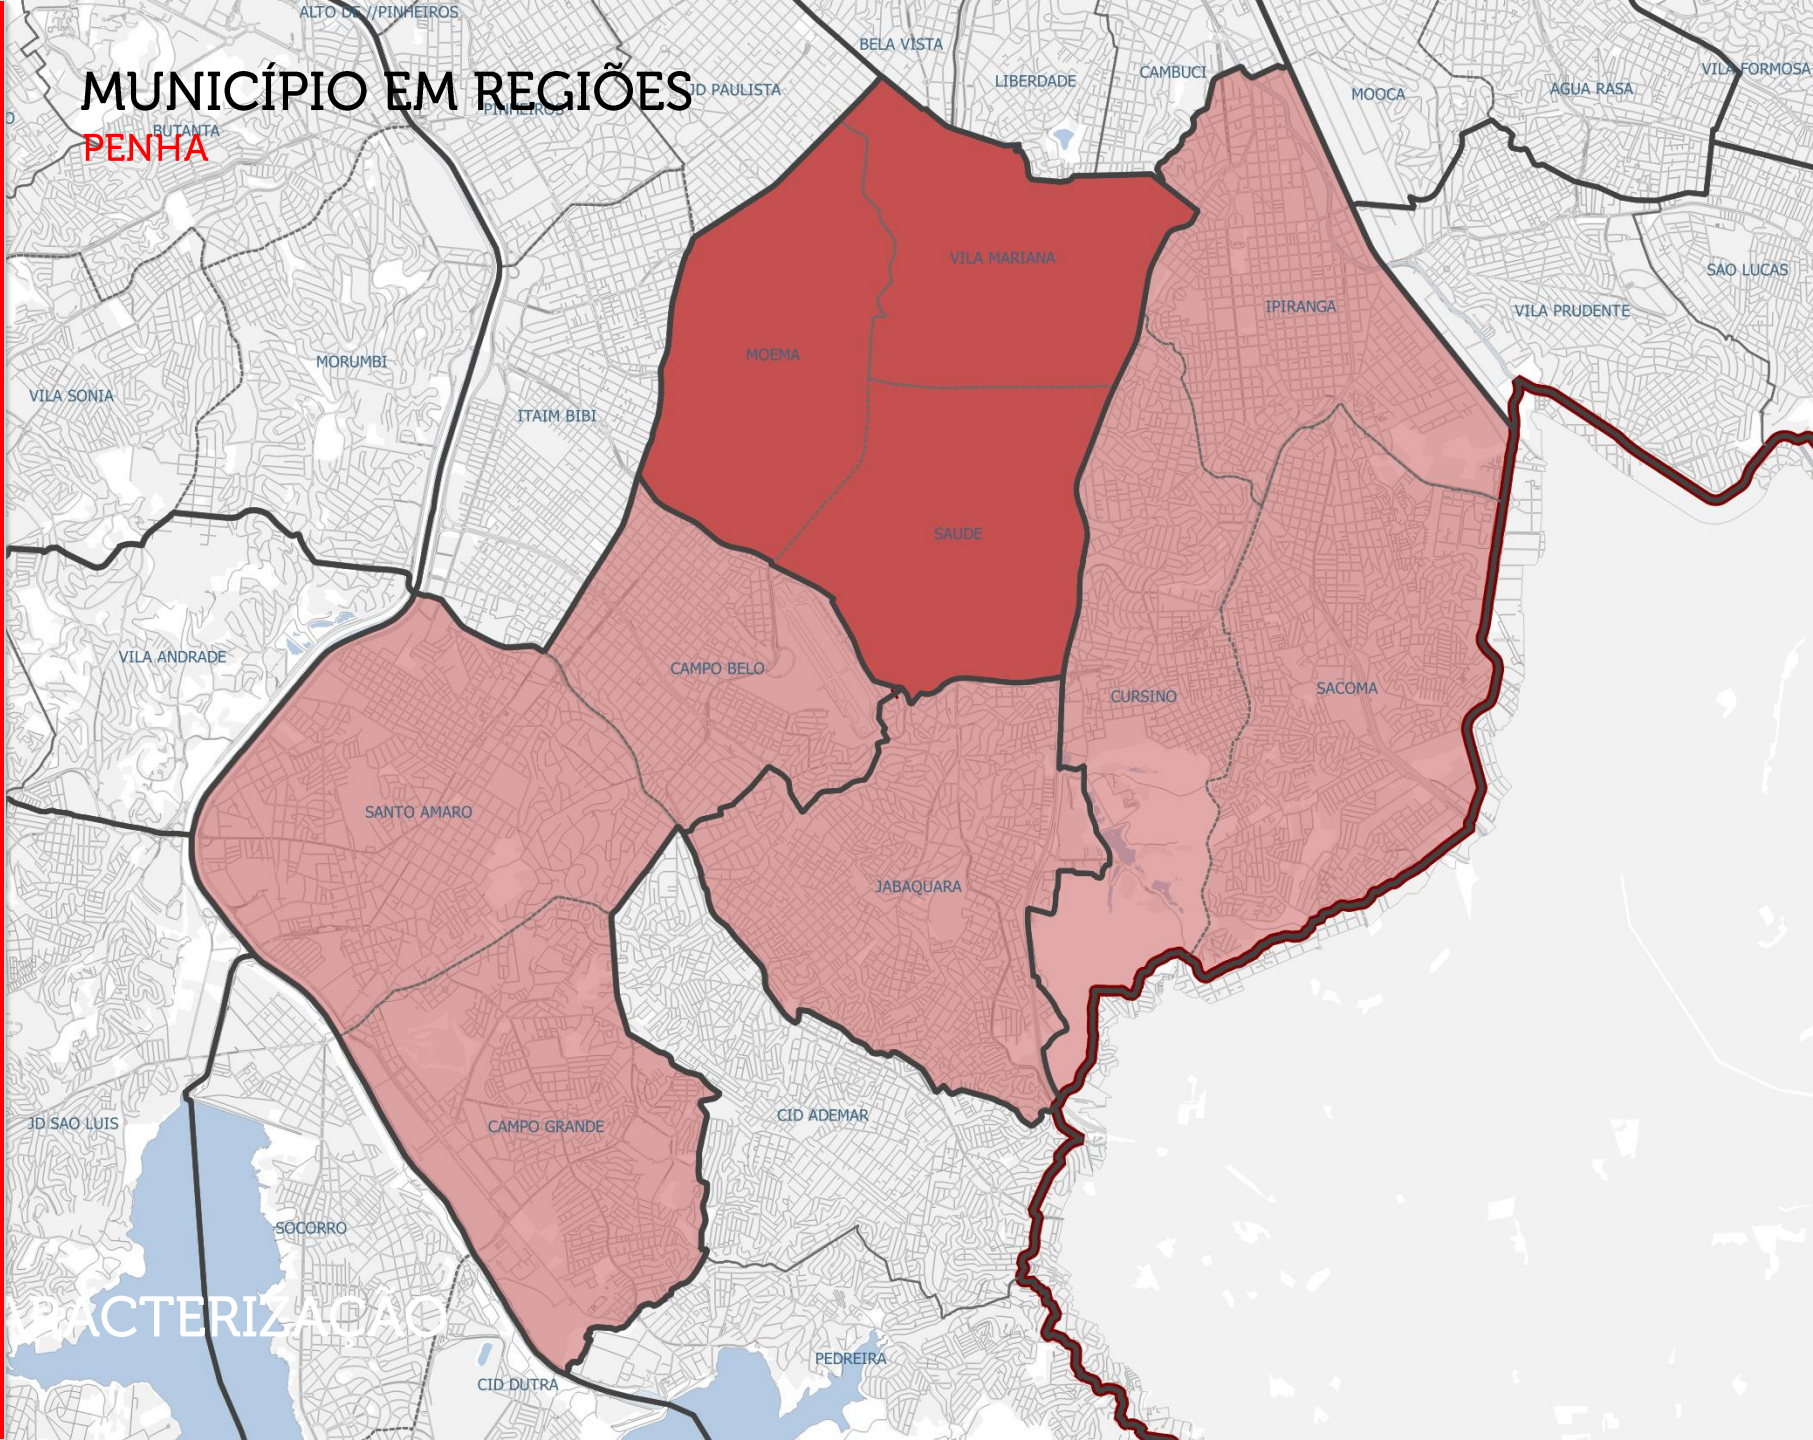 ALTO DE //PINHEIROS
BELA VISTA
MUNICÍPIO EM REGIÕES
JD PAULISTA
LIBERDADE
CAMBUCI
MOOCA
AGUA RASA
VILA FORMOSA
PINHEIROS
BUTANTA
PENHA
VILA MARIANA
SAO LUCAS
IPIRANGA
VILA PRUDENTE
MOEMA
MORUMBI
VILA SONIA
ITAIM BIBI
SAUDE
VILA ANDRADE
CAMPO BELO
CURSINO
SACOMA
SANTO AMARO
JABAQUARA
JD SAO LUIS
CAMPO GRANDE
CID ADEMAR
SOCORRO
ARACTERIZAÇÃO
PEDREIRA
CID DUTRA